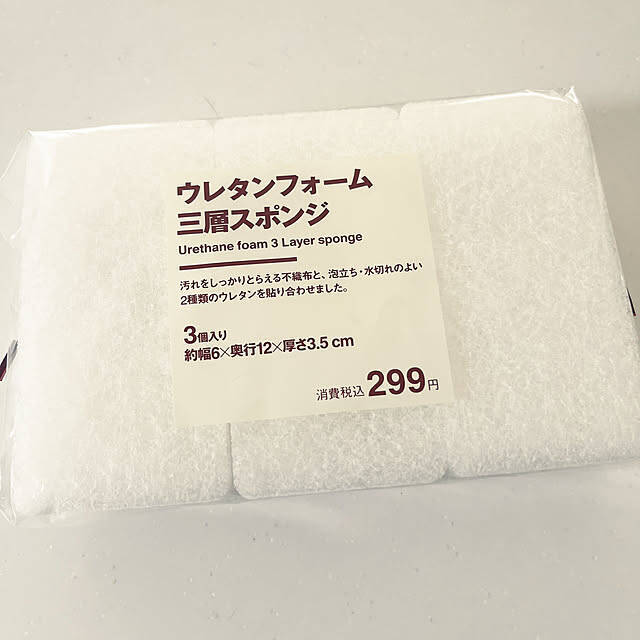 ウレタンフォーム
三層スポンジ
Urethane foam 3 Layer sponge
汚れをしっかりとらえる不織布と、泡立ち・水切れのよい
2種類のウレタンを貼り合わせました。
3個入り
約幅6×奥行12×厚さ3.5 cm
消費税込299円